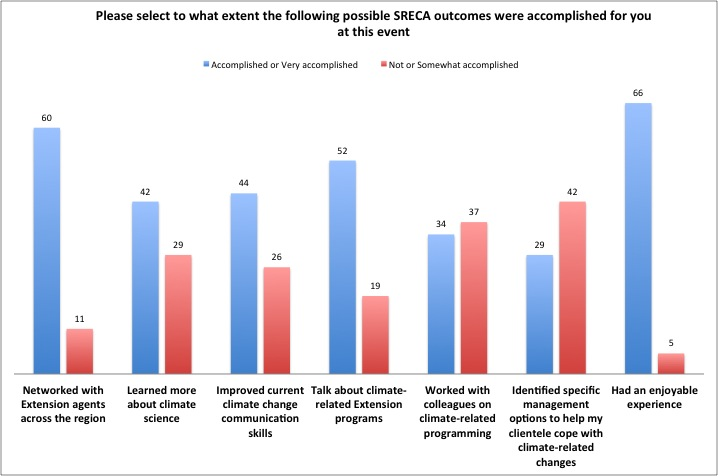 Please select to what extent the following possible SRECA outcomes were accomplished for you
at this event
Accomplished or Very accomplished
Not or Somewhat accomplished
60
11
42
29
44
26
52
19
34
37
29
42
66
5
Networked with
Extension agents
across the region
Learned more
about climate
science
Improved current
climate change
communication
skills
Talk about climate-
related Extension
programs
Worked with
colleagues on
climate-related
programming
Identified specific
management
options to help my
clientele cope with
climate-related
changes
Had an enjoyable
experience